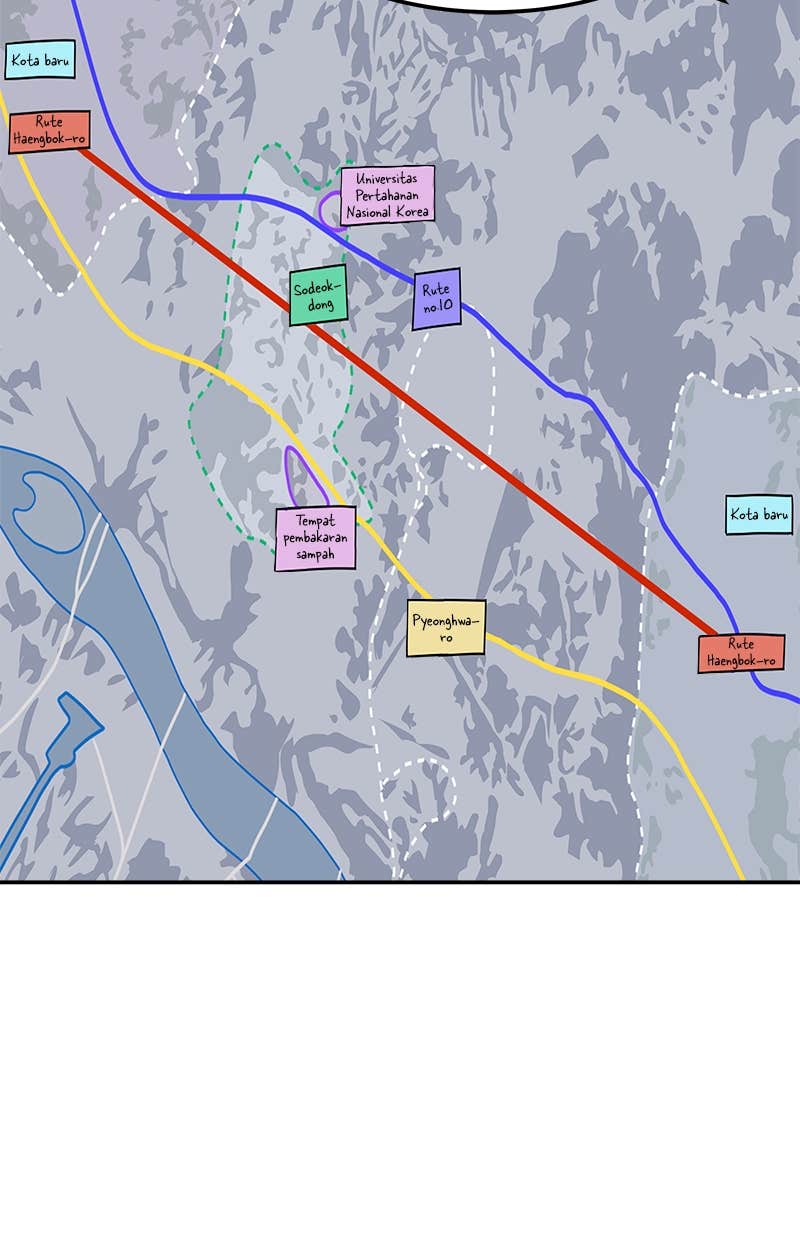 Kota baru
Rute
Haengbok-ro
Universitas
Pertahanan
Nasional Korea
Sodeok-
dong
Rute
no.10
Kota baru
Tempat
pembakaran
sampah
Pyeonghwa-
ro
Rute
Haengbok-ro